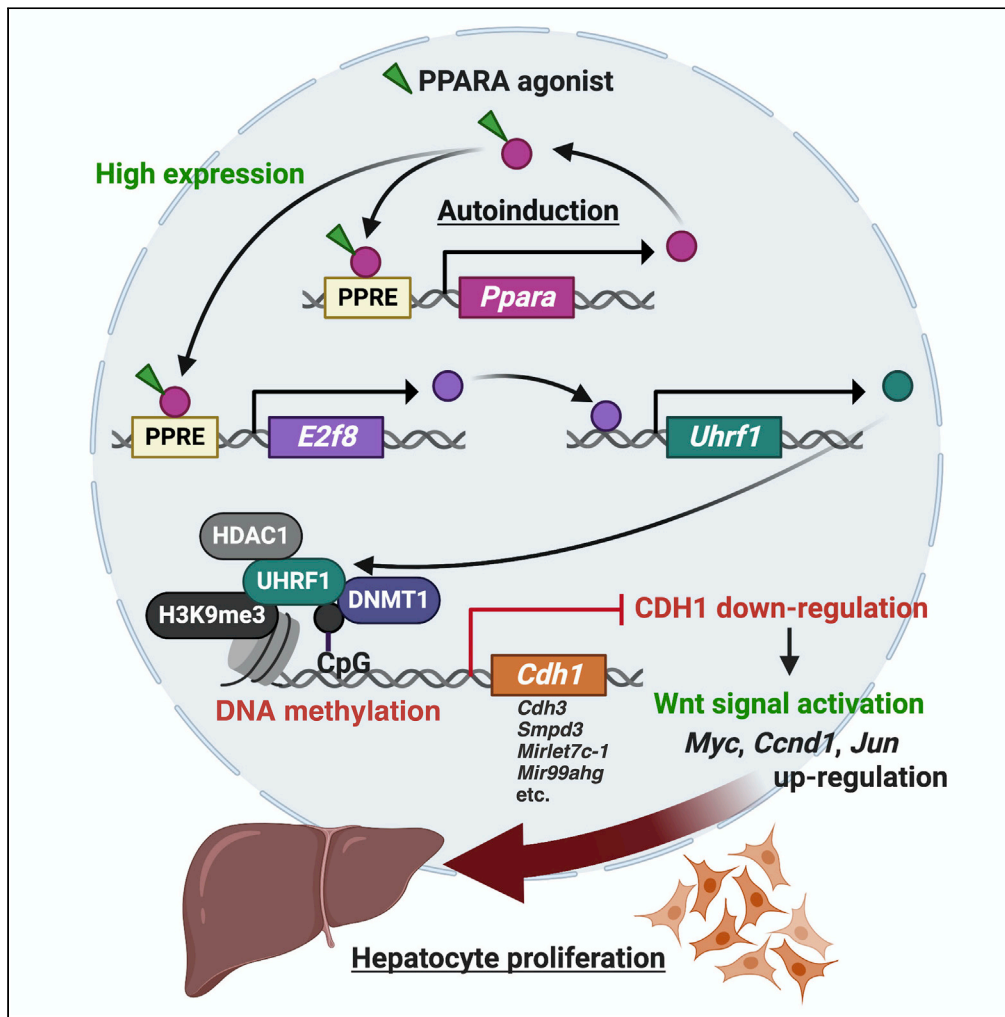 PPARA agonist
High expression
Autoinduction
PPRE
Ppara
PPRE
E2f8
Uhrf1
HDAC1
UHRF1
DNMT1
H3K9me3
CpG
DNA methylation
Cdh1
Cdh3
Smpd3
Mirlet7c-1
Mir99ahg
etc.
CDH1 down-regulation
Wnt signal activation
Myc, Ccnd1, Jun
up-regulation
Hepatocyte proliferation